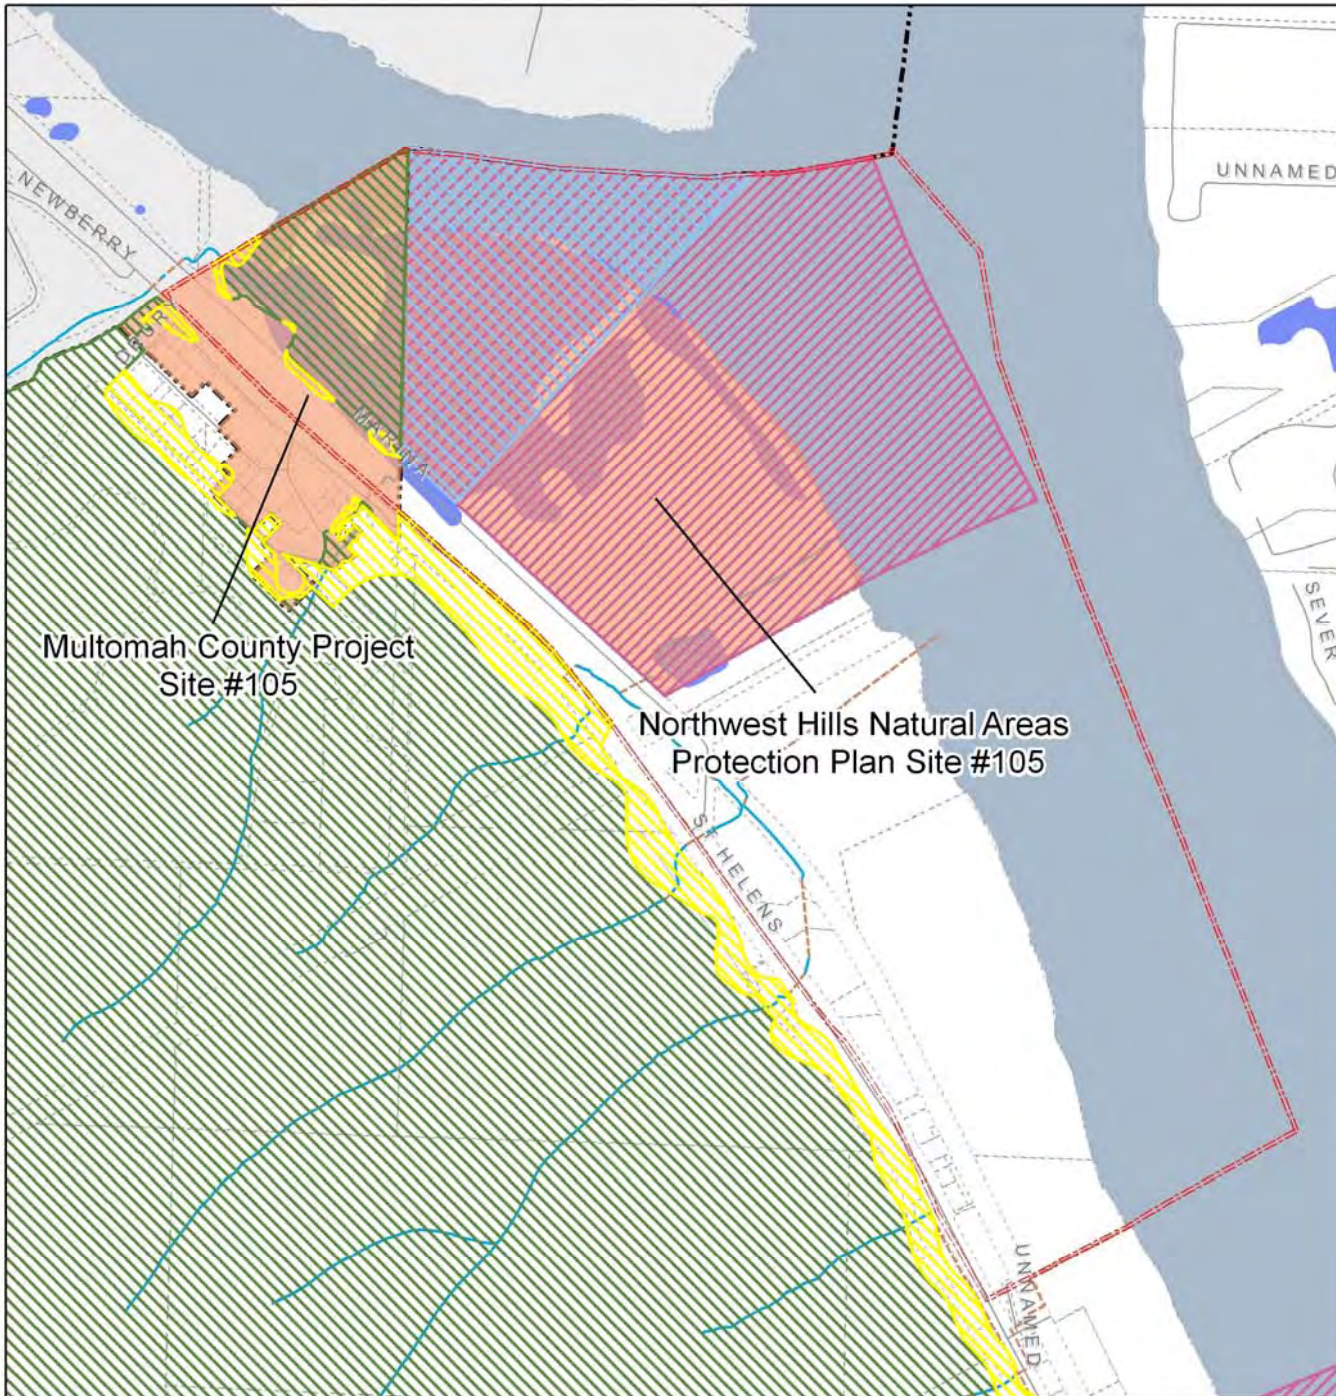 UNNAMED
NEWBERRY
DRURY
MARINA
SEVER
Multomah County Project
Site #105
Northwest Hills Natural Areas
Protection Plan Site #105
ST HELENS
UNNAMED